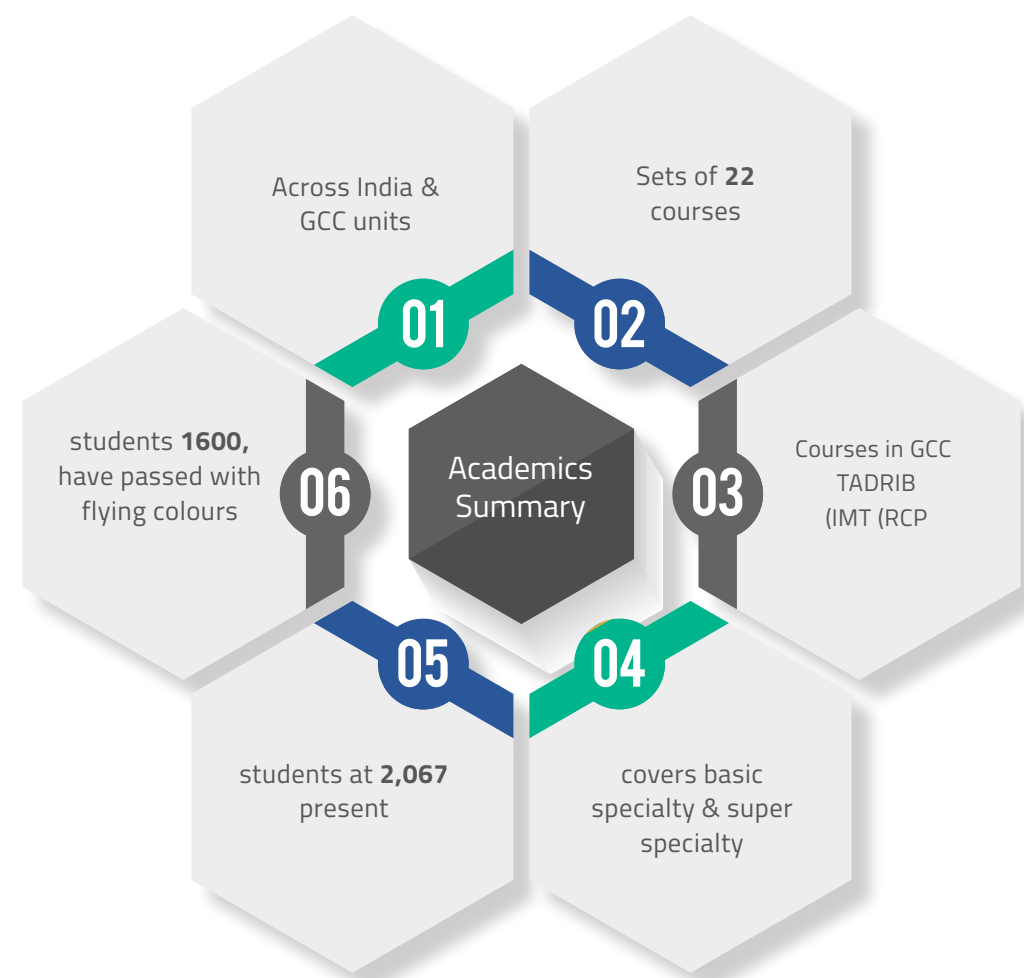 Academics
Summary
01
Across India &
GCC units
02
Sets of 22
courses
03
Courses in GCC
TADRIB
(IMT (RCP
04
covers basic
specialty & super
specialty
05
students at 2,067
present
06
students 1600,
have passed with
flying colours